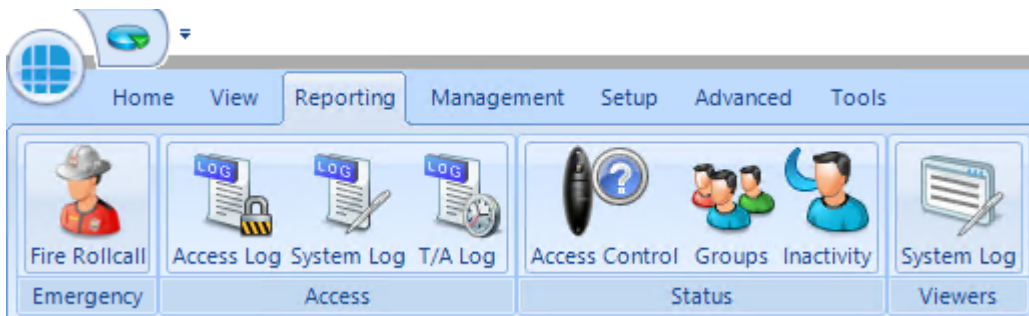 Home View Reporting Management Setup Advanced Tools
LOG LOG LOG
Fire Rollcall Access Log System Log T/A Log Access Control Groups Inactivity System Log
Emergency Access Status Viewers